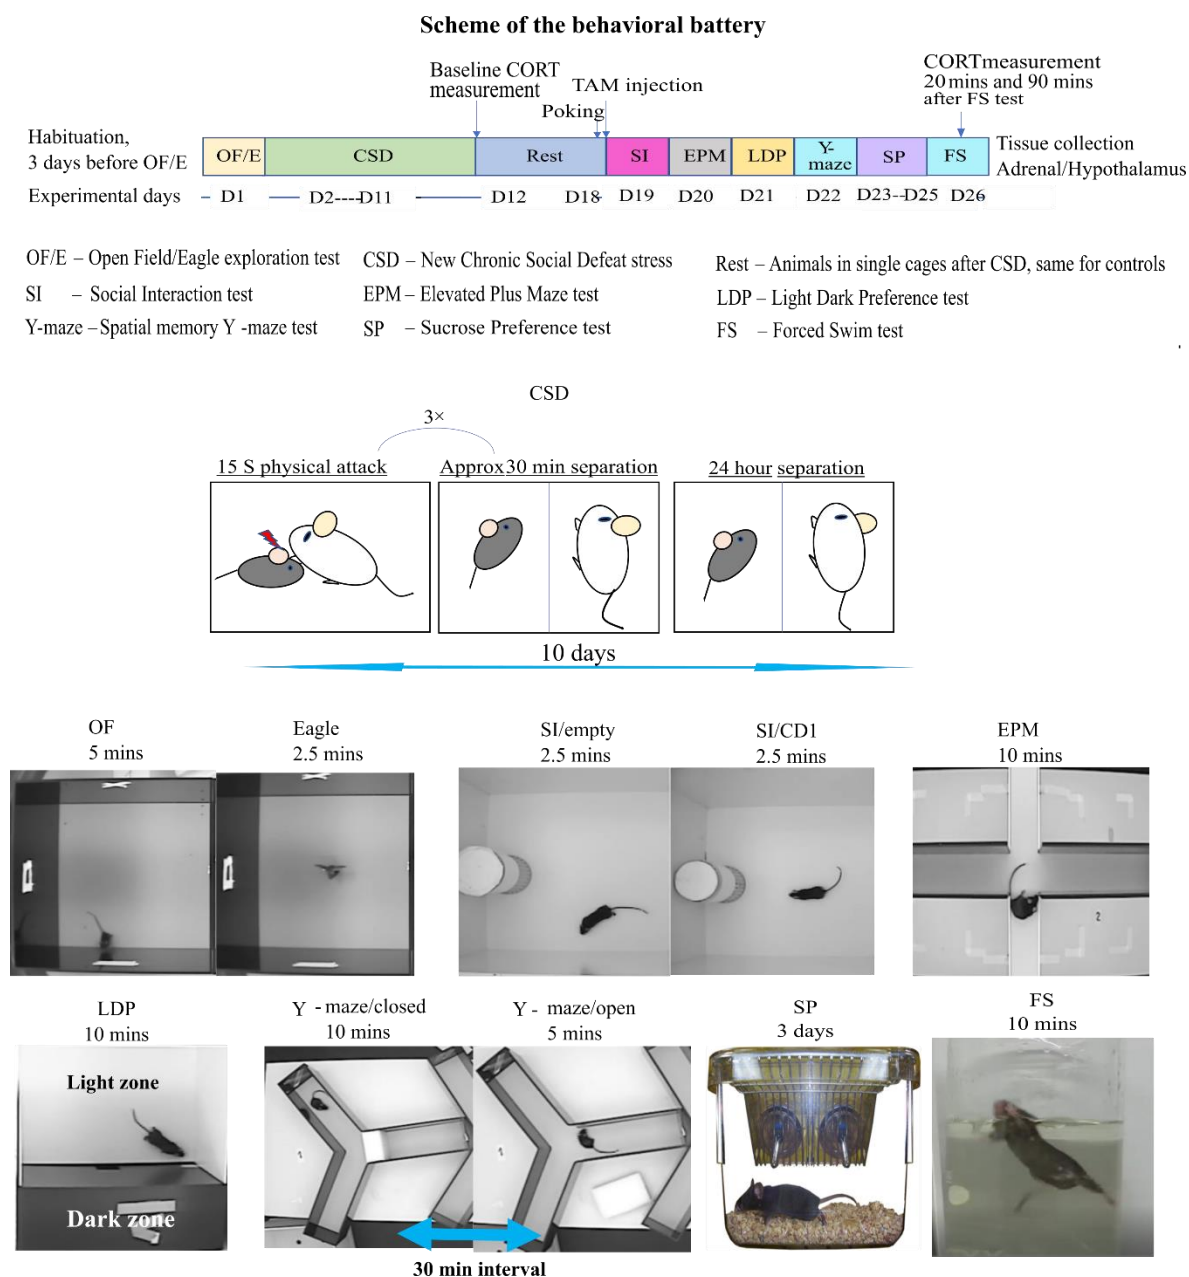 Scheme of the behavioral battery
Baseline CORT
measurement
TAM injection
Poking
CORTmeasurement
20 mins and 90 mins
after FS test
Habituation,
3 days before OF/E
OF/E
CSD
Rest
SI
EPM
LDP
Y-
maze
SP
FS
Tissue collection
Adrenal/Hypothalamus
Experimental days
D1
D2----D11
D12
D18
D19
D20
D21
D22
D23--D25
D26
OF/E – Open Field/Eagle exploration test
CSD – New Chronic Social Defeat stress
Rest – Animals in single cages after CSD, same for controls
SI – Social Interaction test
EPM – Elevated Plus Maze test
LDP – Light Dark Preference test
Y-maze – Spatial memory Y -maze test
SP – Sucrose Preference test
FS – Forced Swim test
CSD
3×
15 S physical attack
Approx 30 min separation
24 hour separation
10 days
OF
5 mins
Eagle
2.5 mins
SI/empty
2.5 mins
SI/CD1
2.5 mins
EPM
10 mins
2
LDP
10 mins
Light zone
Dark zone
Y - maze/closed
10 mins
Y - maze/open
5 mins
30 min interval
SP
3 days
FS
10 mins